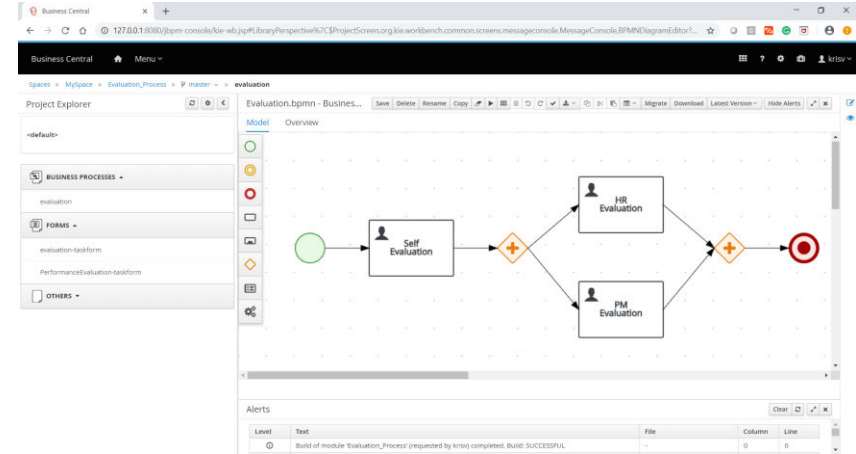 Business Central
127.0.0.1:8080/jbpm-console/kie-wb.jsp#LibraryPerspective%7C$ProjectScreen,org.kie.workbench.common.screens.messageconsole.MessageConsole,BPMNDiagramEditor?...
Business Central Menu ? krisv
Spaces » MySpace » Evaluation_Process » master » evaluation
Project Explorer
Evaluation.bpmn - Busines... Save Delete Rename Copy Migrate Download Latest Version Hide Alerts
Model Overview
<default>
BUSINESS PROCESSES
evaluation
FORMS
evaluation-taskform
PerformanceEvaluation-taskform
OTHERS
Self
Evaluation
HR
Evaluation
PM
Evaluation
Alerts Clear
Level Text File Column Line
Build of module 'Evaluation_Process' (requested by krisv) completed. Build: SUCCESSFUL - 0 0